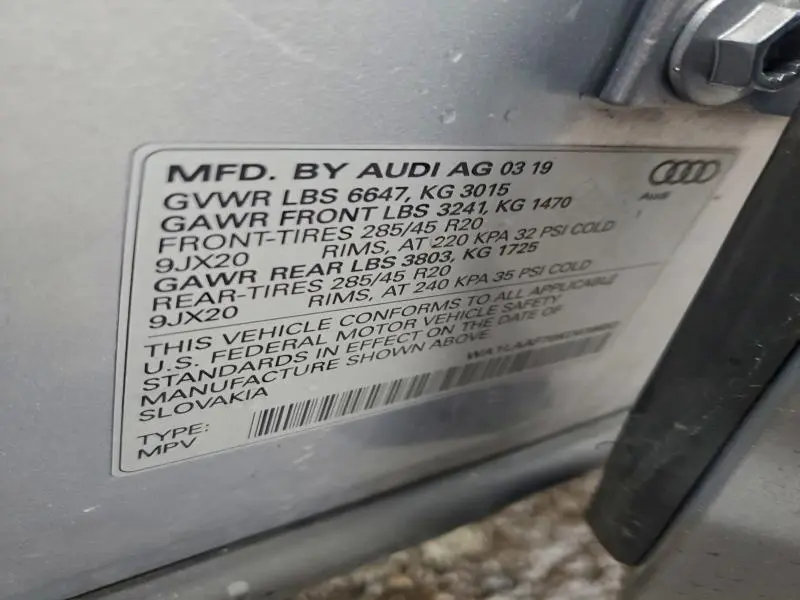 MFD. BY AUDI AG 03 19
Audi
GVWR LBS 6647, KG 3015
GAWR FRONT LBS 3241, KG 1470
FRONT-TIRES 285/45 R20
9JX20 RIMS, AT 220 KPA 32 PSI COLD
GAWR REAR LBS 3803, KG 1725
REAR-TIRES 285/45 R20
9JX20 RIMS, AT 240 KPA 35 PSI COLD
THIS VEHICLE CONFORMS TO ALL APPLICABLE
U.S. FEDERAL MOTOR VEHICLE SAFETY
STANDARDS IN EFFECT ON THE DATE OF
MANUFACTURE SHOWN ABOVE
SLOVAKIA
TYPE:
MPV